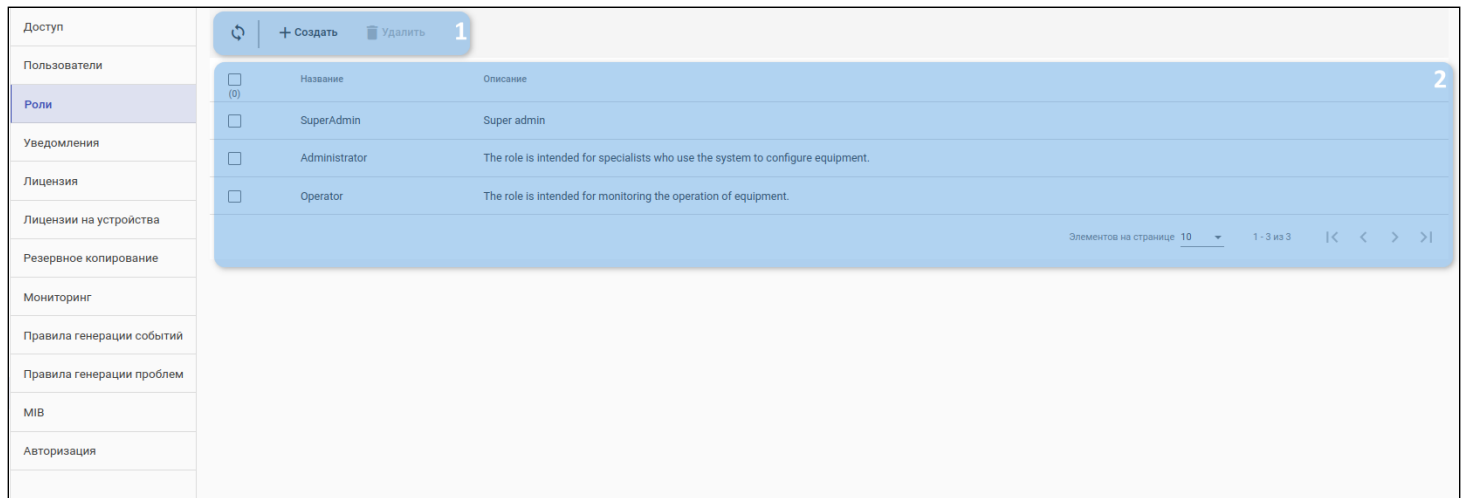 Доступ
Пользователи
Роли
Уведомления
Лицензия
Лицензии на устройства
Резервное копирование
Мониторинг
Правила генерации событий
Правила генерации проблем
MIB
Авторизация
Создать Удалить 1
Название Описание 2
(0)
SuperAdmin Super admin
Administrator The role is intended for specialists who use the system to configure equipment.
Operator The role is intended for monitoring the operation of equipment.
Элементов на странице 10 1 - 3 из 3